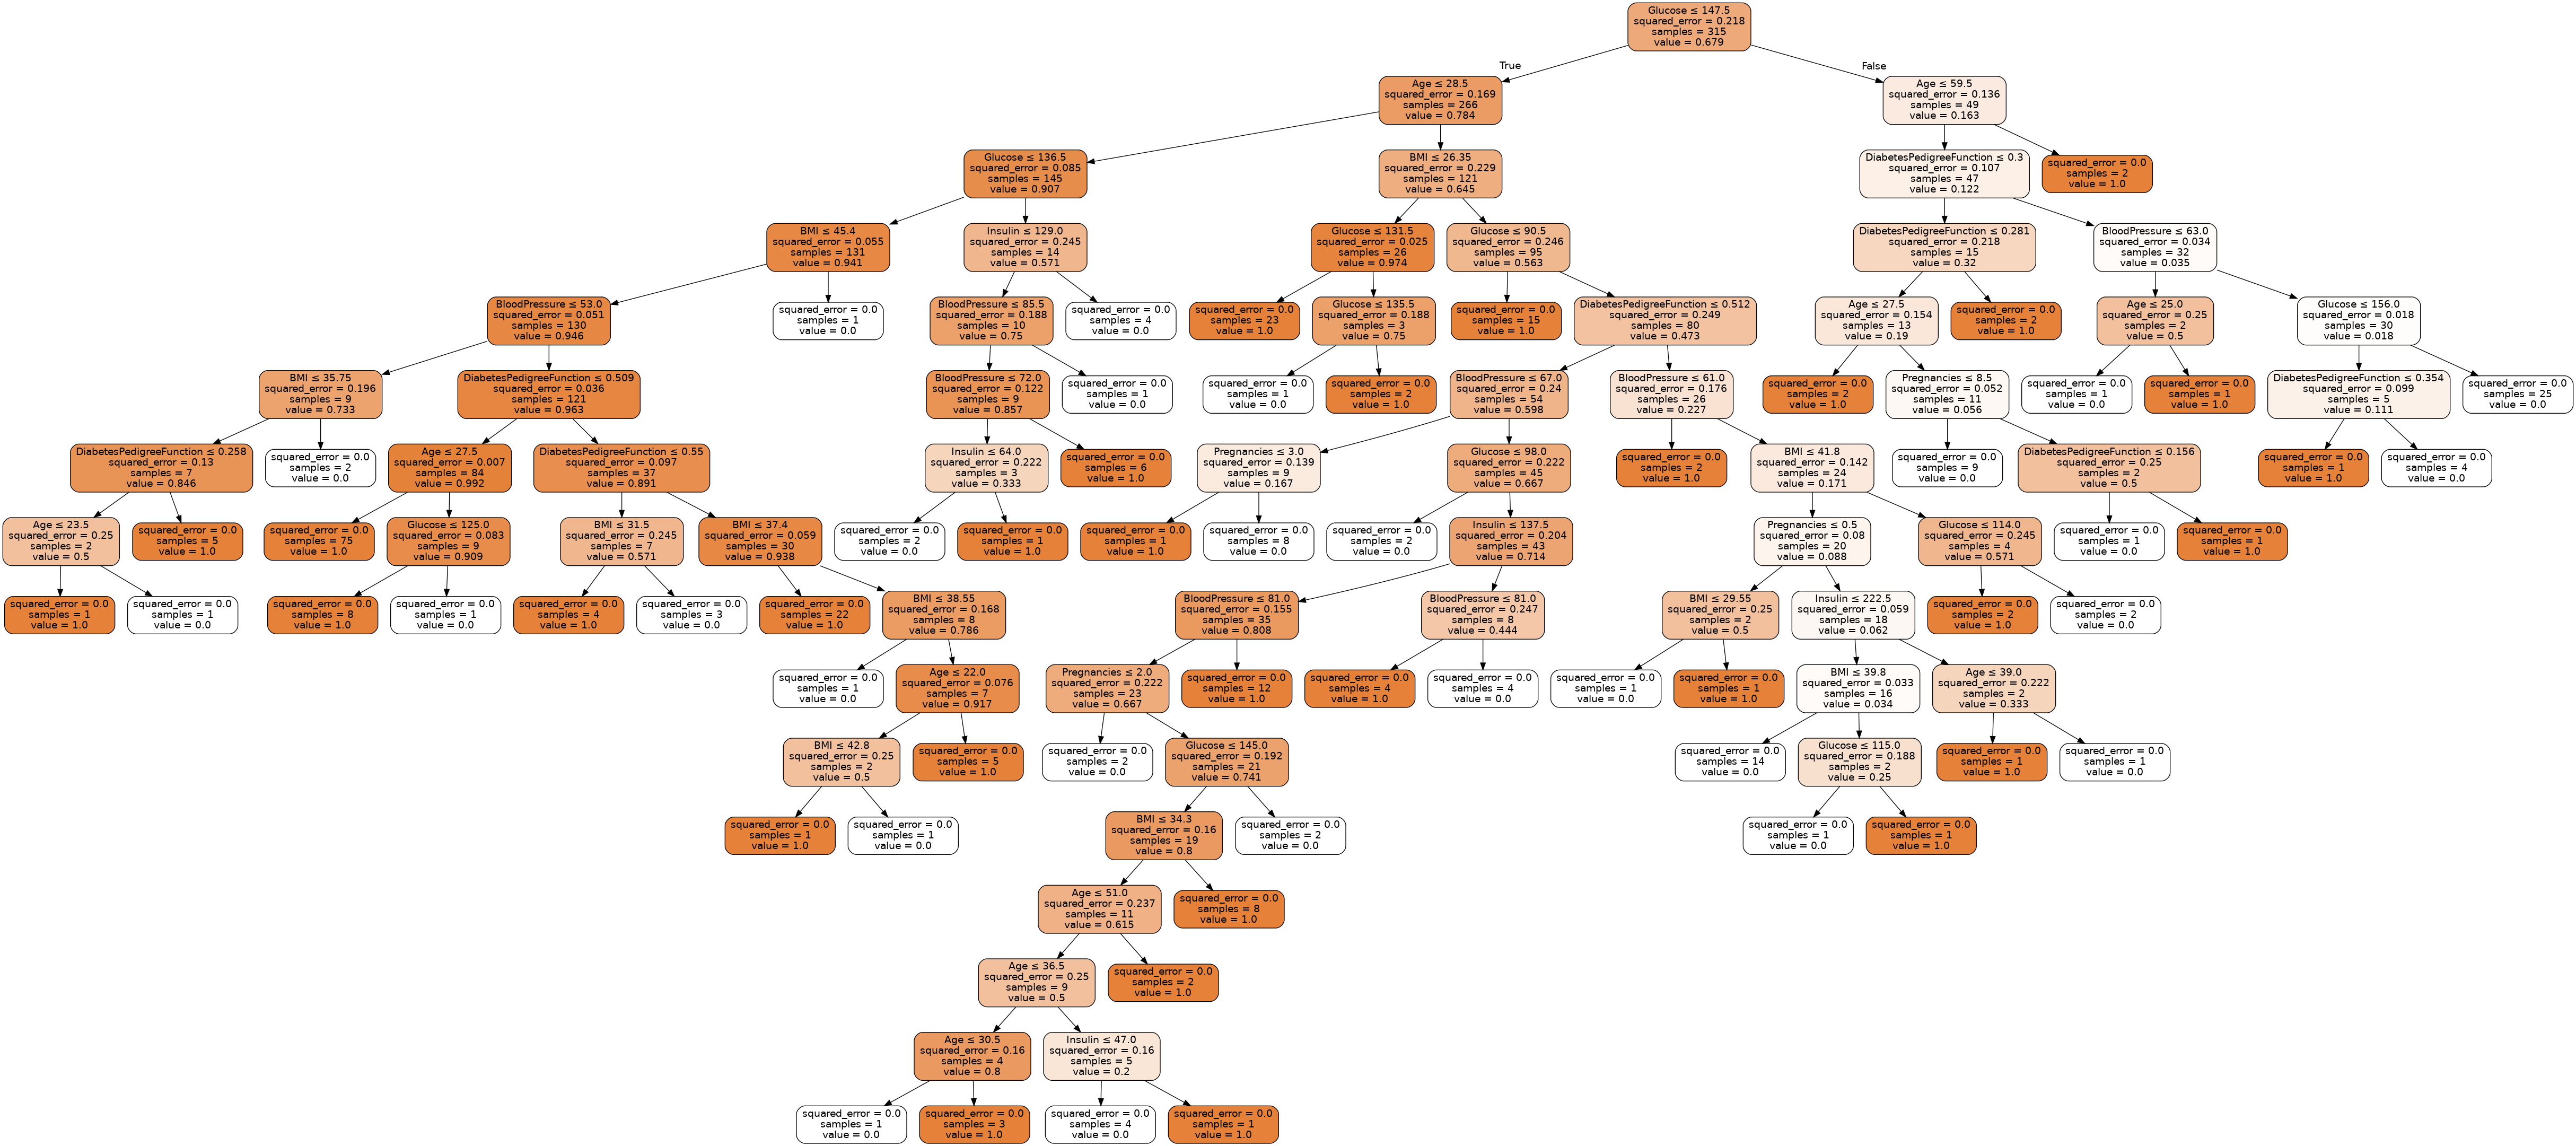 Glucose ≤ 147.5
squared_error = 0.218
samples = 315
value = 0.679
True
False
Age ≤ 28.5
squared_error = 0.169
samples = 266
value = 0.784
Age ≤ 59.5
squared_error = 0.136
samples = 49
value = 0.163
Glucose ≤ 136.5
squared_error = 0.085
samples = 145
value = 0.907
BMI ≤ 26.35
squared_error = 0.229
samples = 121
value = 0.645
DiabetesPedigreeFunction ≤ 0.3
squared_error = 0.107
samples = 47
value = 0.122
squared_error = 0.0
samples = 2
value = 1.0
BMI ≤ 45.4
squared_error = 0.055
samples = 131
value = 0.941
Insulin ≤ 129.0
squared_error = 0.245
samples = 14
value = 0.571
Glucose ≤ 131.5
squared_error = 0.025
samples = 26
value = 0.974
Glucose ≤ 90.5
squared_error = 0.246
samples = 95
value = 0.563
DiabetesPedigreeFunction ≤ 0.281
squared_error = 0.218
samples = 15
value = 0.32
BloodPressure ≤ 63.0
squared_error = 0.034
samples = 32
value = 0.035
BloodPressure ≤ 53.0
squared_error = 0.051
samples = 130
value = 0.946
squared_error = 0.0
samples = 1
value = 0.0
BloodPressure ≤ 85.5
squared_error = 0.188
samples = 10
value = 0.75
squared_error = 0.0
samples = 4
value = 0.0
squared_error = 0.0
samples = 23
value = 1.0
Glucose ≤ 135.5
squared_error = 0.188
samples = 3
value = 0.75
squared_error = 0.0
samples = 15
value = 1.0
DiabetesPedigreeFunction ≤ 0.512
squared_error = 0.249
samples = 80
value = 0.473
Age ≤ 27.5
squared_error = 0.154
samples = 13
value = 0.19
squared_error = 0.0
samples = 2
value = 1.0
Age ≤ 25.0
squared_error = 0.25
samples = 2
value = 0.5
Glucose ≤ 156.0
squared_error = 0.018
samples = 30
value = 0.018
BMI ≤ 35.75
squared_error = 0.196
samples = 9
value = 0.733
DiabetesPedigreeFunction ≤ 0.509
squared_error = 0.036
samples = 121
value = 0.963
BloodPressure ≤ 72.0
squared_error = 0.122
samples = 9
value = 0.857
squared_error = 0.0
samples = 1
value = 0.0
squared_error = 0.0
samples = 1
value = 0.0
squared_error = 0.0
samples = 2
value = 1.0
BloodPressure ≤ 67.0
squared_error = 0.24
samples = 54
value = 0.598
BloodPressure ≤ 61.0
squared_error = 0.176
samples = 26
value = 0.227
squared_error = 0.0
samples = 2
value = 1.0
Pregnancies ≤ 8.5
squared_error = 0.052
samples = 11
value = 0.056
squared_error = 0.0
samples = 1
value = 0.0
squared_error = 0.0
samples = 1
value = 1.0
DiabetesPedigreeFunction ≤ 0.354
squared_error = 0.099
samples = 5
value = 0.111
squared_error = 0.0
samples = 25
value = 0.0
DiabetesPedigreeFunction ≤ 0.258
squared_error = 0.13
samples = 7
value = 0.846
squared_error = 0.0
samples = 2
value = 0.0
Age ≤ 27.5
squared_error = 0.007
samples = 84
value = 0.992
DiabetesPedigreeFunction ≤ 0.55
squared_error = 0.097
samples = 37
value = 0.891
Insulin ≤ 64.0
squared_error = 0.222
samples = 3
value = 0.333
squared_error = 0.0
samples = 6
value = 1.0
Pregnancies ≤ 3.0
squared_error = 0.139
samples = 9
value = 0.167
Glucose ≤ 98.0
squared_error = 0.222
samples = 45
value = 0.667
squared_error = 0.0
samples = 2
value = 1.0
BMI ≤ 41.8
squared_error = 0.142
samples = 24
value = 0.171
squared_error = 0.0
samples = 9
value = 0.0
DiabetesPedigreeFunction ≤ 0.156
squared_error = 0.25
samples = 2
value = 0.5
squared_error = 0.0
samples = 1
value = 1.0
squared_error = 0.0
samples = 4
value = 0.0
Age ≤ 23.5
squared_error = 0.25
samples = 2
value = 0.5
squared_error = 0.0
samples = 5
value = 1.0
squared_error = 0.0
samples = 75
value = 1.0
Glucose ≤ 125.0
squared_error = 0.083
samples = 9
value = 0.909
BMI ≤ 31.5
squared_error = 0.245
samples = 7
value = 0.571
BMI ≤ 37.4
squared_error = 0.059
samples = 30
value = 0.938
squared_error = 0.0
samples = 2
value = 0.0
squared_error = 0.0
samples = 1
value = 1.0
squared_error = 0.0
samples = 1
value = 1.0
squared_error = 0.0
samples = 8
value = 0.0
squared_error = 0.0
samples = 2
value = 0.0
Insulin ≤ 137.5
squared_error = 0.204
samples = 43
value = 0.714
Pregnancies ≤ 0.5
squared_error = 0.08
samples = 20
value = 0.088
Glucose ≤ 114.0
squared_error = 0.245
samples = 4
value = 0.571
squared_error = 0.0
samples = 1
value = 0.0
squared_error = 0.0
samples = 1
value = 1.0
squared_error = 0.0
samples = 1
value = 1.0
squared_error = 0.0
samples = 1
value = 0.0
squared_error = 0.0
samples = 8
value = 1.0
squared_error = 0.0
samples = 1
value = 0.0
squared_error = 0.0
samples = 4
value = 1.0
squared_error = 0.0
samples = 3
value = 0.0
squared_error = 0.0
samples = 22
value = 1.0
BMI ≤ 38.55
squared_error = 0.168
samples = 8
value = 0.786
BloodPressure ≤ 81.0
squared_error = 0.155
samples = 35
value = 0.808
BloodPressure ≤ 81.0
squared_error = 0.247
samples = 8
value = 0.444
BMI ≤ 29.55
squared_error = 0.25
samples = 2
value = 0.5
Insulin ≤ 222.5
squared_error = 0.059
samples = 18
value = 0.062
squared_error = 0.0
samples = 2
value = 1.0
squared_error = 0.0
samples = 2
value = 0.0
squared_error = 0.0
samples = 1
value = 0.0
Age ≤ 22.0
squared_error = 0.076
samples = 7
value = 0.917
Pregnancies ≤ 2.0
squared_error = 0.222
samples = 23
value = 0.667
squared_error = 0.0
samples = 12
value = 1.0
squared_error = 0.0
samples = 4
value = 1.0
squared_error = 0.0
samples = 4
value = 0.0
squared_error = 0.0
samples = 1
value = 0.0
squared_error = 0.0
samples = 1
value = 1.0
BMI ≤ 39.8
squared_error = 0.033
samples = 16
value = 0.034
Age ≤ 39.0
squared_error = 0.222
samples = 2
value = 0.333
BMI ≤ 42.8
squared_error = 0.25
samples = 2
value = 0.5
squared_error = 0.0
samples = 5
value = 1.0
squared_error = 0.0
samples = 2
value = 0.0
Glucose ≤ 145.0
squared_error = 0.192
samples = 21
value = 0.741
squared_error = 0.0
samples = 14
value = 0.0
Glucose ≤ 115.0
squared_error = 0.188
samples = 2
value = 0.25
squared_error = 0.0
samples = 1
value = 1.0
squared_error = 0.0
samples = 1
value = 0.0
squared_error = 0.0
samples = 1
value = 1.0
squared_error = 0.0
samples = 1
value = 0.0
BMI ≤ 34.3
squared_error = 0.16
samples = 19
value = 0.8
squared_error = 0.0
samples = 2
value = 0.0
squared_error = 0.0
samples = 1
value = 0.0
squared_error = 0.0
samples = 1
value = 1.0
Age ≤ 51.0
squared_error = 0.237
samples = 11
value = 0.615
squared_error = 0.0
samples = 8
value = 1.0
Age ≤ 36.5
squared_error = 0.25
samples = 9
value = 0.5
squared_error = 0.0
samples = 2
value = 1.0
Age ≤ 30.5
squared_error = 0.16
samples = 4
value = 0.8
Insulin ≤ 47.0
squared_error = 0.16
samples = 5
value = 0.2
squared_error = 0.0
samples = 1
value = 0.0
squared_error = 0.0
samples = 3
value = 1.0
squared_error = 0.0
samples = 4
value = 0.0
squared_error = 0.0
samples = 1
value = 1.0